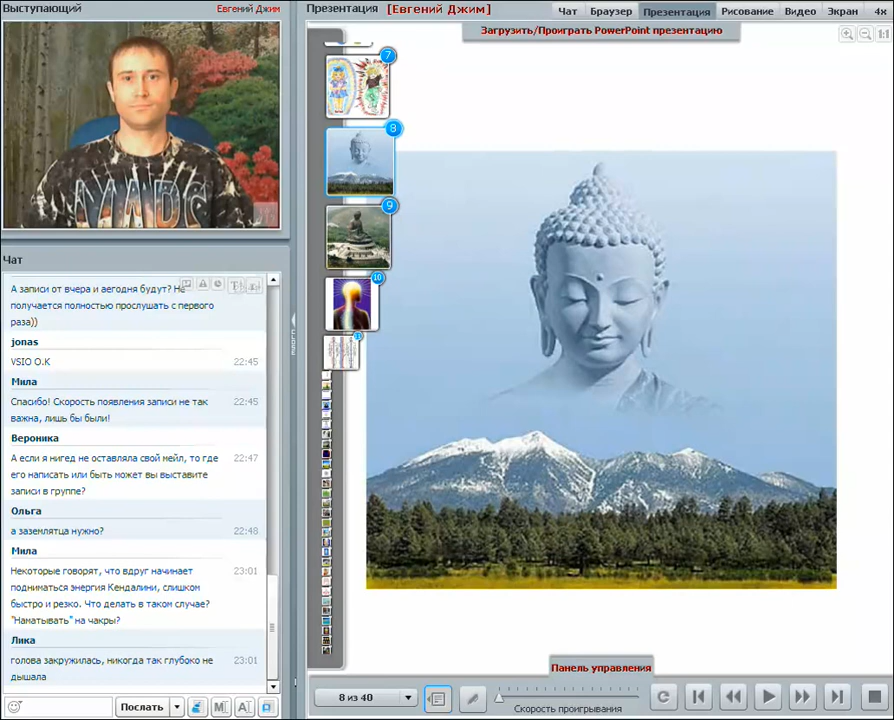 Выступающий
Евгений Джим
Презентация [Евгений Джим]
Чат
Браузер
Презентация
Рисование
Видео
Экран
4x
Загрузить/Проиграть PowerPoint презентацию
1:1
7
8
9
10
11
Чат
А записи от вчера и аегодня будут? Не
получается полностью прослушать с первого
раза))
jonas
VSIO O.K 22:45
Мила
Спасибо! Скорость появления записи не так 22:45
важна, лишь бы были!
Вероника
А если я нигед не оставляла свой мейл, то где 22:47
его написать или быть может вы выставите
записи в группе?
Ольга
а заземлятца нужно? 22:48
Мила
Некоторые говорят, что вдруг начинает 23:01
подниматься энергия Кендалини, слишком
быстро и резко. Что делать в таком случае?
"Наматывать" на чакры?
Лика
голова закружилась, никогда так глубоко не 23:01
дышала
Послать
Панель управления
8 из 40
Скорость проигрывания